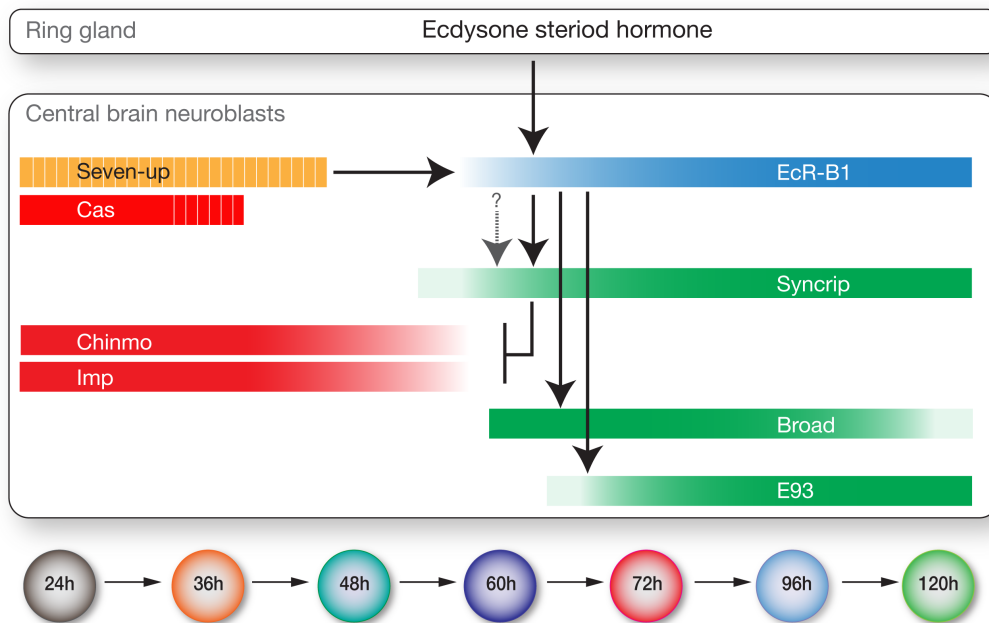 Ring gland
Ecdysone steriod hormone
Central brain neuroblasts
Seven-up
EcR-B1
Cas
?
Syncrip
Chinmo
Imp
Broad
E93
24h
36h
48h
60h
72h
96h
120h